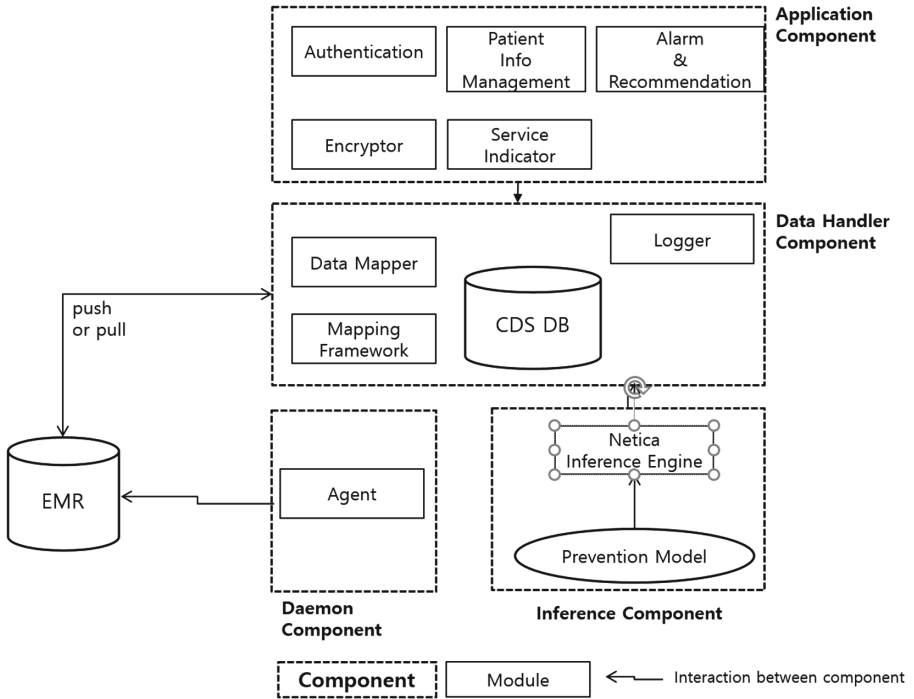 Application
Component
Authentication
Patient
Info
Management
Alarm
&
Recommendation
Encryptor
Service
Indicator
Data Handler
Component
Logger
Data Mapper
CDS DB
Mapping
Framework
push
or pull
Netica
Inference Engine
EMR
Agent
Prevention Model
Daemon
Component
Inference Component
Component
Module
Interaction between component